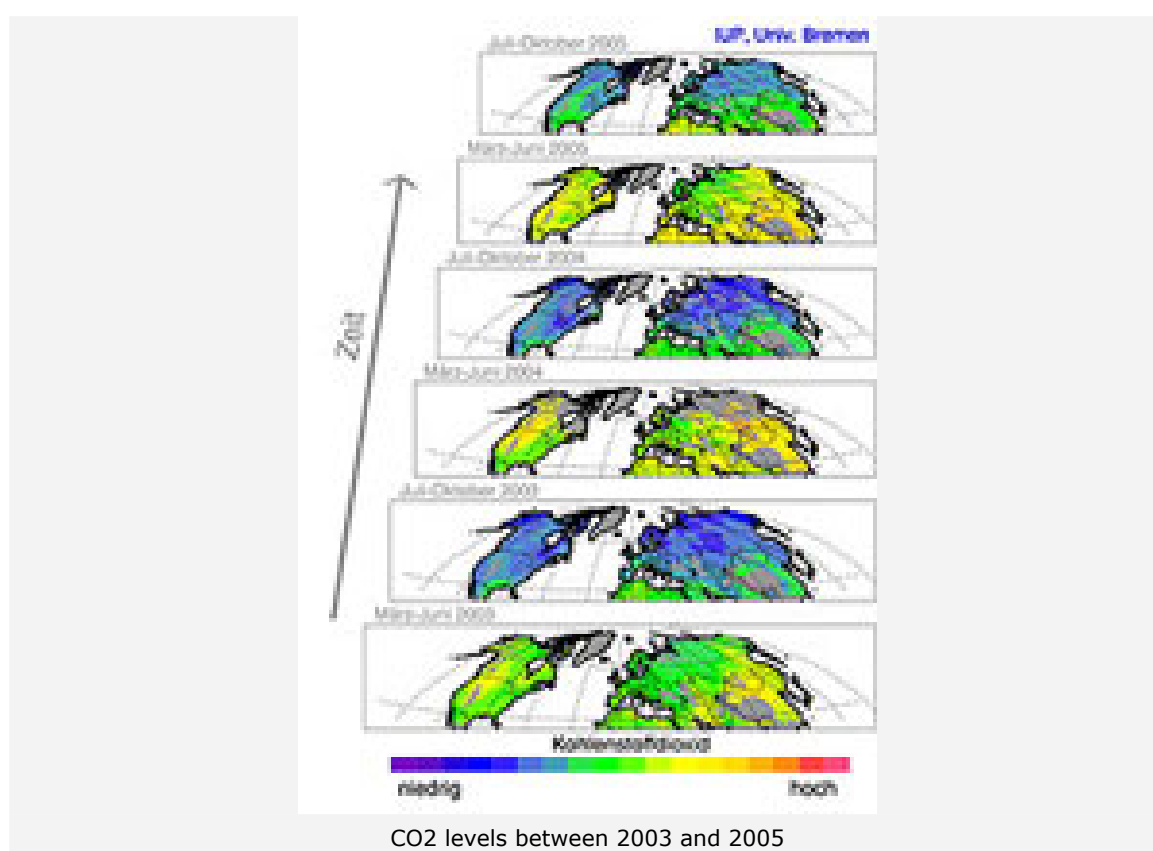 IUP, Univ. Bremen
Juli-Oktober 2005
März-Juni 2005
Juli-Oktober 2004
März-Juni 2004
Juli-Oktober 2003
März-Juni 2003
Zeit
Kohlenstoffdioxid
niedrig hoch
CO2 levels between 2003 and 2005